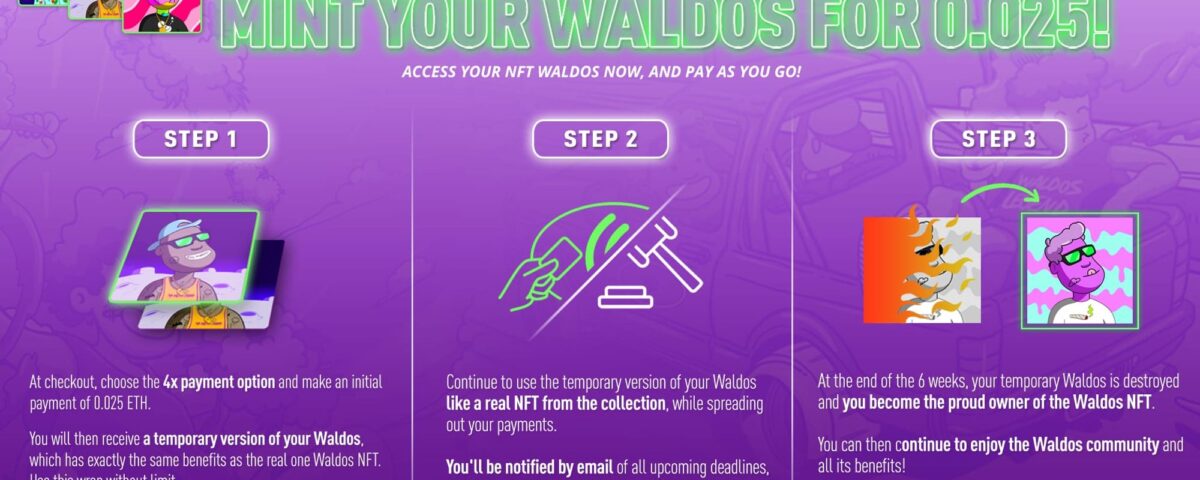 MINT YOUR WALDOS FOR 0.025!
ACCESS YOUR NFT WALDOS NOW, AND PAY AS YOU GO!
STEP 1
At checkout, choose the 4x payment option and make an initial
payment of 0.025 ETH.
You will then receive a temporary version of your Waldos,
which has exactly the same benefits as the real one Waldos NFT.
Use this wrap without limit
STEP 2
Continue to use the temporary version of your Waldos
like a real NFT from the collection, while spreading
out your payments.
You'll be notified by email of all upcoming deadlines,
STEP 3
At the end of the 6 weeks, your temporary Waldos is destroyed
and you become the proud owner of the Waldos NFT.
You can then continue to enjoy the Waldos community and
all its benefits!
WALDOS